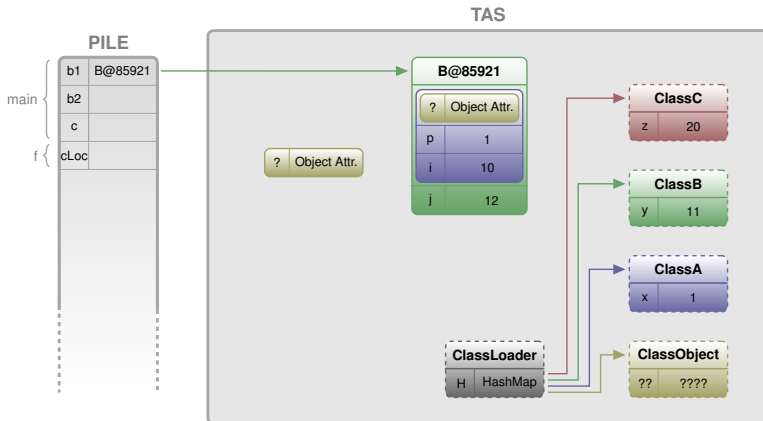 TAS
PILE
b1 B@85921
b2
c
main
cLoc
f
B@85921
? Object Attr.
p 1
i 10
j 12
? Object Attr.
ClassC
z 20
ClassB
y 11
ClassA
x 1
ClassLoader
H HashMap
ClassObject
?? ????